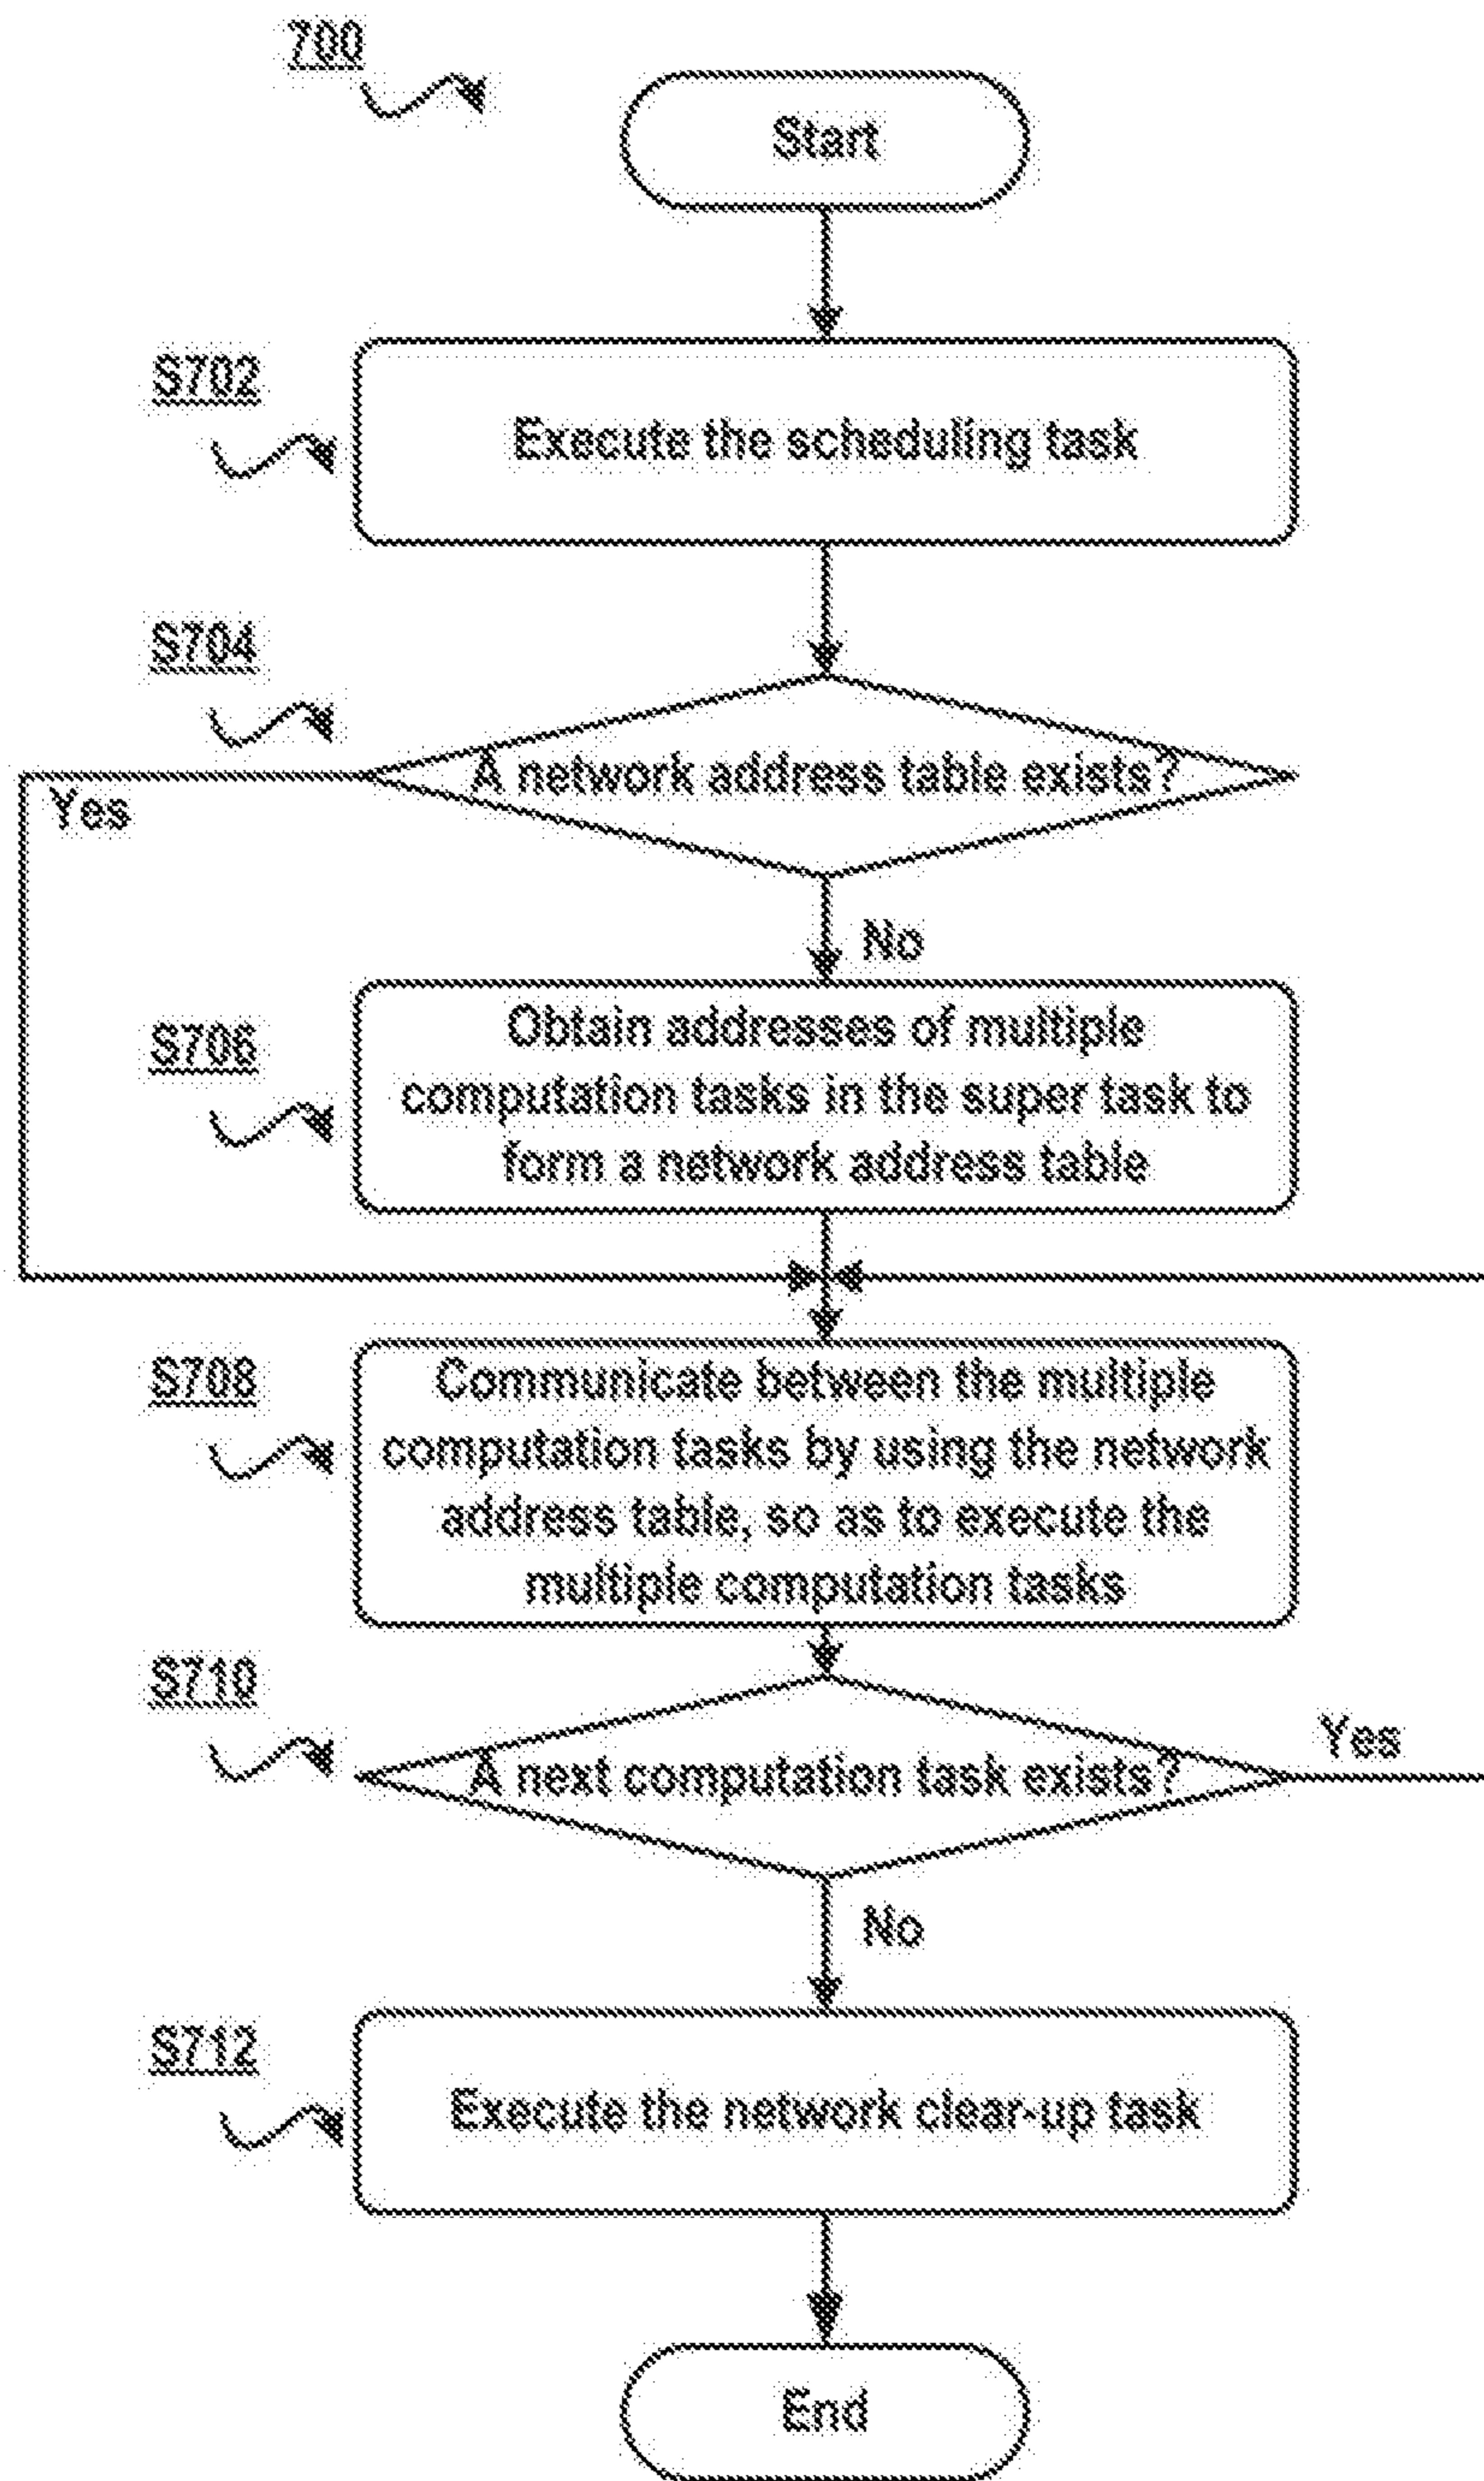 700
Start
S702
Execute the scheduling task
S704
A network address table exists?
Yes
No
S706
Obtain addresses of multiple
computation tasks in the super task to
form a network address table
S708
Communicate between the multiple
computation tasks by using the network
address table, so as to execute the
multiple computation tasks
S710
A next computation task exists?
Yes
No
S712
Execute the network clear-up task
End